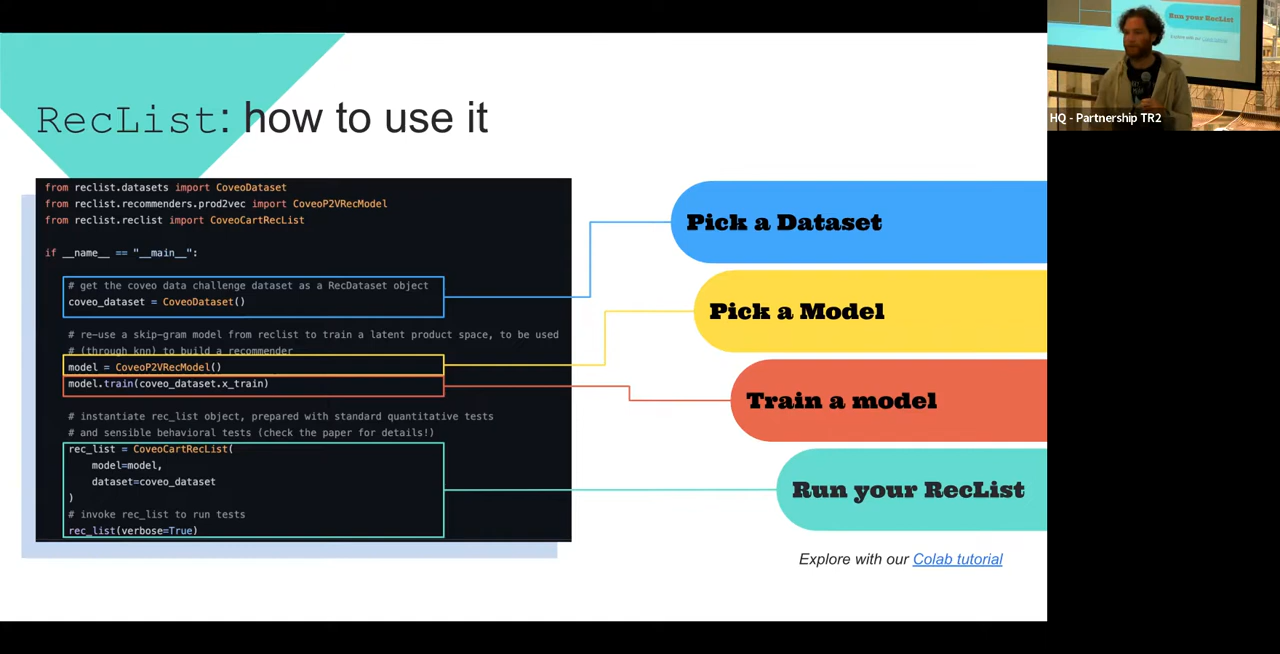 RecList: how to use it
from reclist.datasets import CoveoDataset
from reclist.recommenders.prod2vec import CoveoP2VRecModel
from reclist.reclist import CoveoCartRecList
if __name__ == "__main__":
# get the coveo data challenge dataset as a RecDataset object
coveo_dataset = CoveoDataset()
# re-use a skip-gram model from reclist to train a latent product space, to be used
# (through knn) to build a recommender
model = CoveoP2VRecModel()
model.train(coveo_dataset.x_train)
# instantiate rec_list object, prepared with standard quantitative tests
# and sensible behavioral tests (check the paper for details!)
rec_list = CoveoCartRecList(
model=model,
dataset=coveo_dataset
)
# invoke rec_list to run tests
rec_list(verbose=True)
Pick a Dataset
Pick a Model
Train a model
Run your RecList
Explore with our Colab tutorial
Run your RecList
Explore with our Colab tutorial
HQ - Partnership TR2